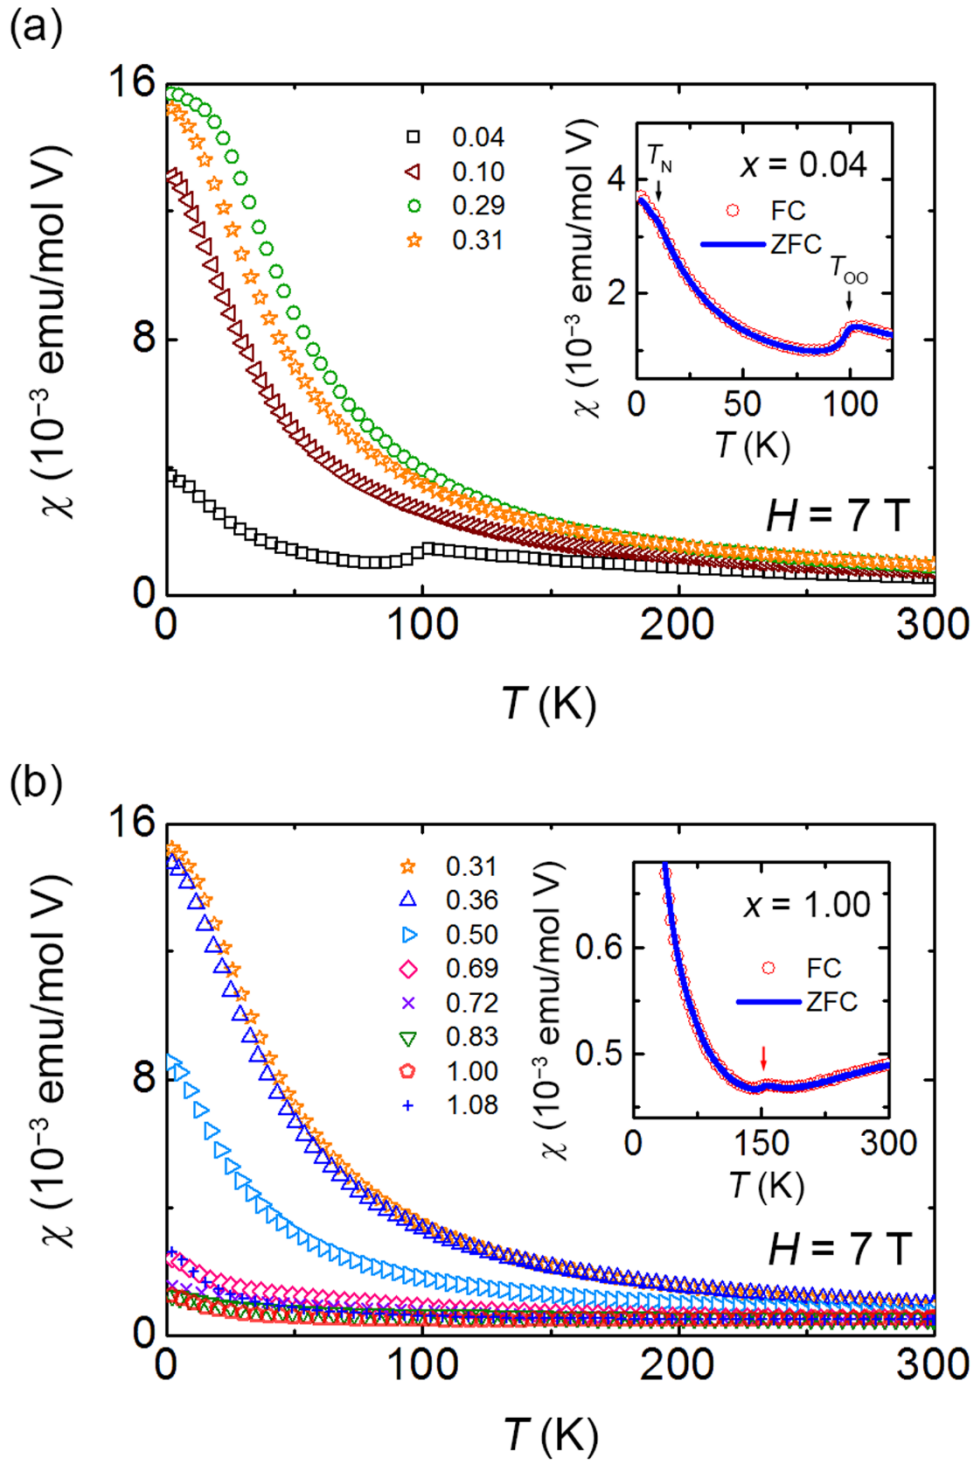 (a)
χ (10⁻³ emu/mol V)
16
8
0
0 100 200 300
T (K)
0.04
0.10
0.29
0.31
H = 7 T
χ (10⁻³ emu/mol V)
4
2
0 50 100
T (K)
T_N
x = 0.04
FC
ZFC
T_OO
(b)
χ (10⁻³ emu/mol V)
16
8
0
0 100 200 300
T (K)
0.31
0.36
0.50
0.69
0.72
0.83
1.00
1.08
H = 7 T
χ (10⁻³ emu/mol V)
0.6
0.5
0 150 300
T (K)
x = 1.00
FC
ZFC